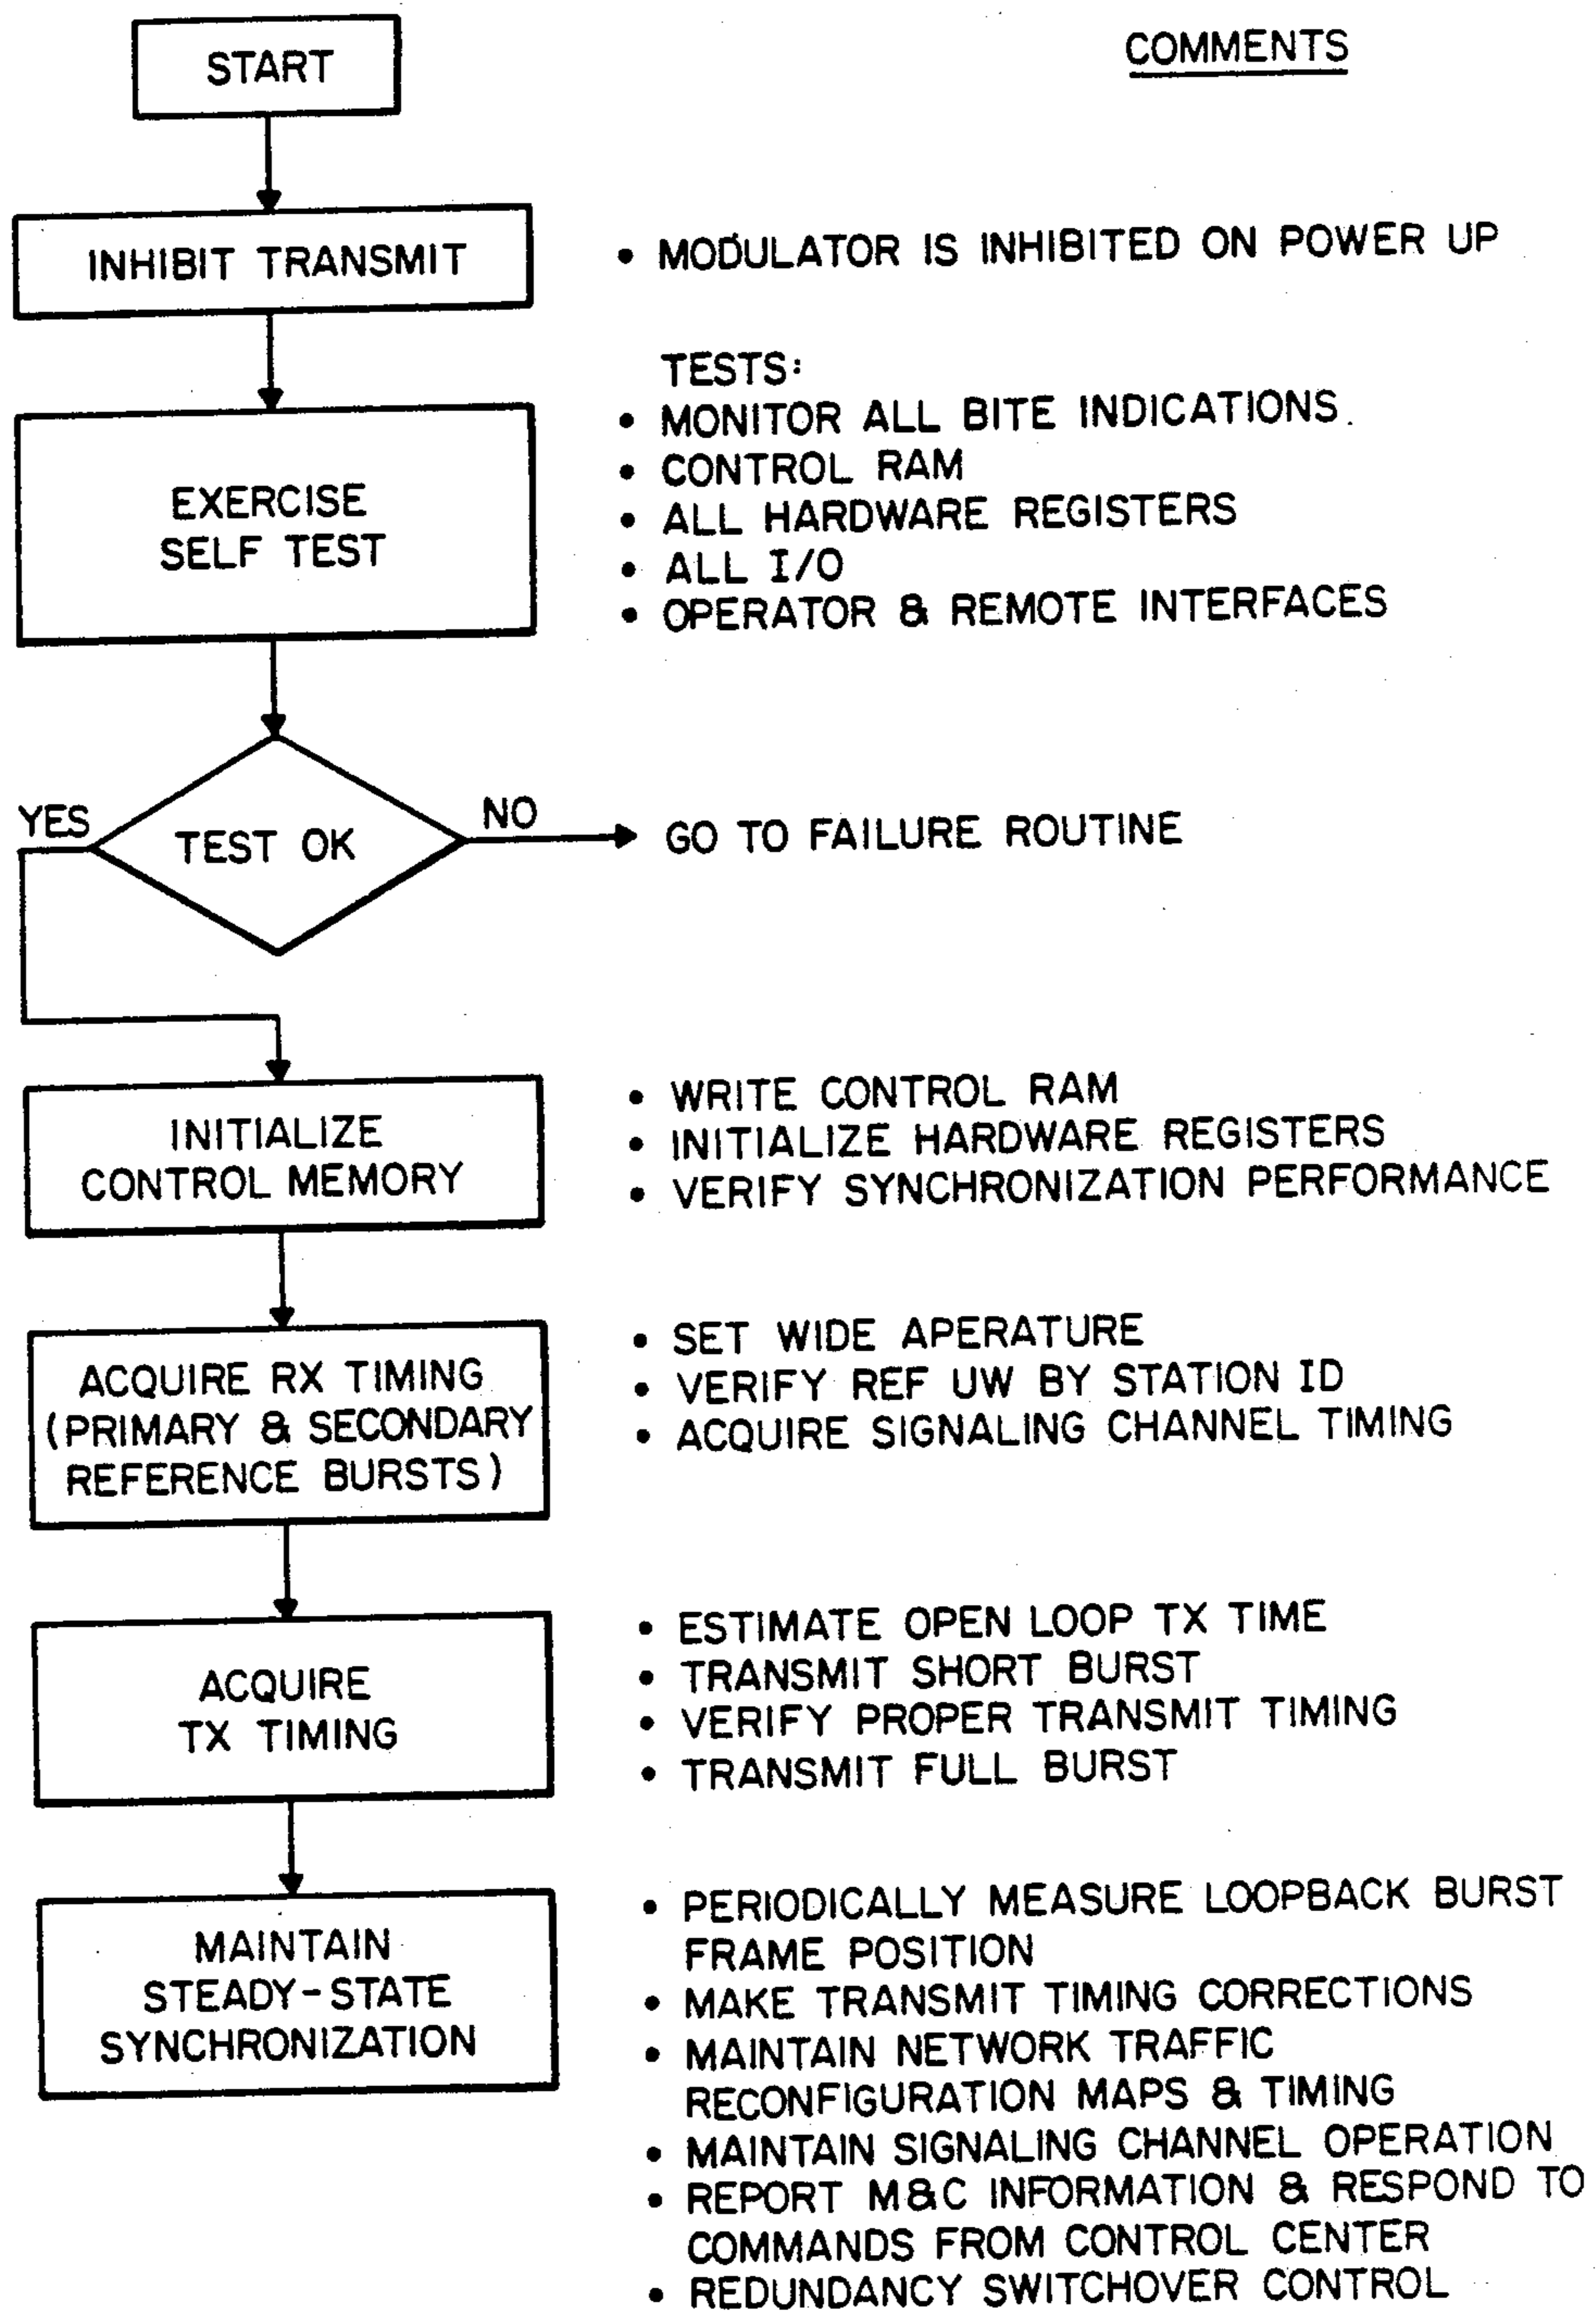 COMMENTS
START
INHIBIT TRANSMIT
• MODULATOR IS INHIBITED ON POWER UP
EXERCISE
SELF TEST
TESTS:
• MONITOR ALL BITE INDICATIONS.
• CONTROL RAM
• ALL HARDWARE REGISTERS
• ALL I/O
• OPERATOR & REMOTE INTERFACES
YES
TEST OK
NO
GO TO FAILURE ROUTINE
INITIALIZE
CONTROL MEMORY
• WRITE CONTROL RAM
• INITIALIZE HARDWARE REGISTERS
• VERIFY SYNCHRONIZATION PERFORMANCE
ACQUIRE RX TIMING
(PRIMARY & SECONDARY
REFERENCE BURSTS)
• SET WIDE APERATURE
• VERIFY REF UW BY STATION ID
• ACQUIRE SIGNALING CHANNEL TIMING
ACQUIRE
TX TIMING
• ESTIMATE OPEN LOOP TX TIME
• TRANSMIT SHORT BURST
• VERIFY PROPER TRANSMIT TIMING
• TRANSMIT FULL BURST
MAINTAIN
STEADY-STATE
SYNCHRONIZATION
• PERIODICALLY MEASURE LOOPBACK BURST
FRAME POSITION
• MAKE TRANSMIT TIMING CORRECTIONS
• MAINTAIN NETWORK TRAFFIC
RECONFIGURATION MAPS & TIMING
• MAINTAIN SIGNALING CHANNEL OPERATION
• REPORT M&C INFORMATION & RESPOND TO
COMMANDS FROM CONTROL CENTER
• REDUNDANCY SWITCHOVER CONTROL